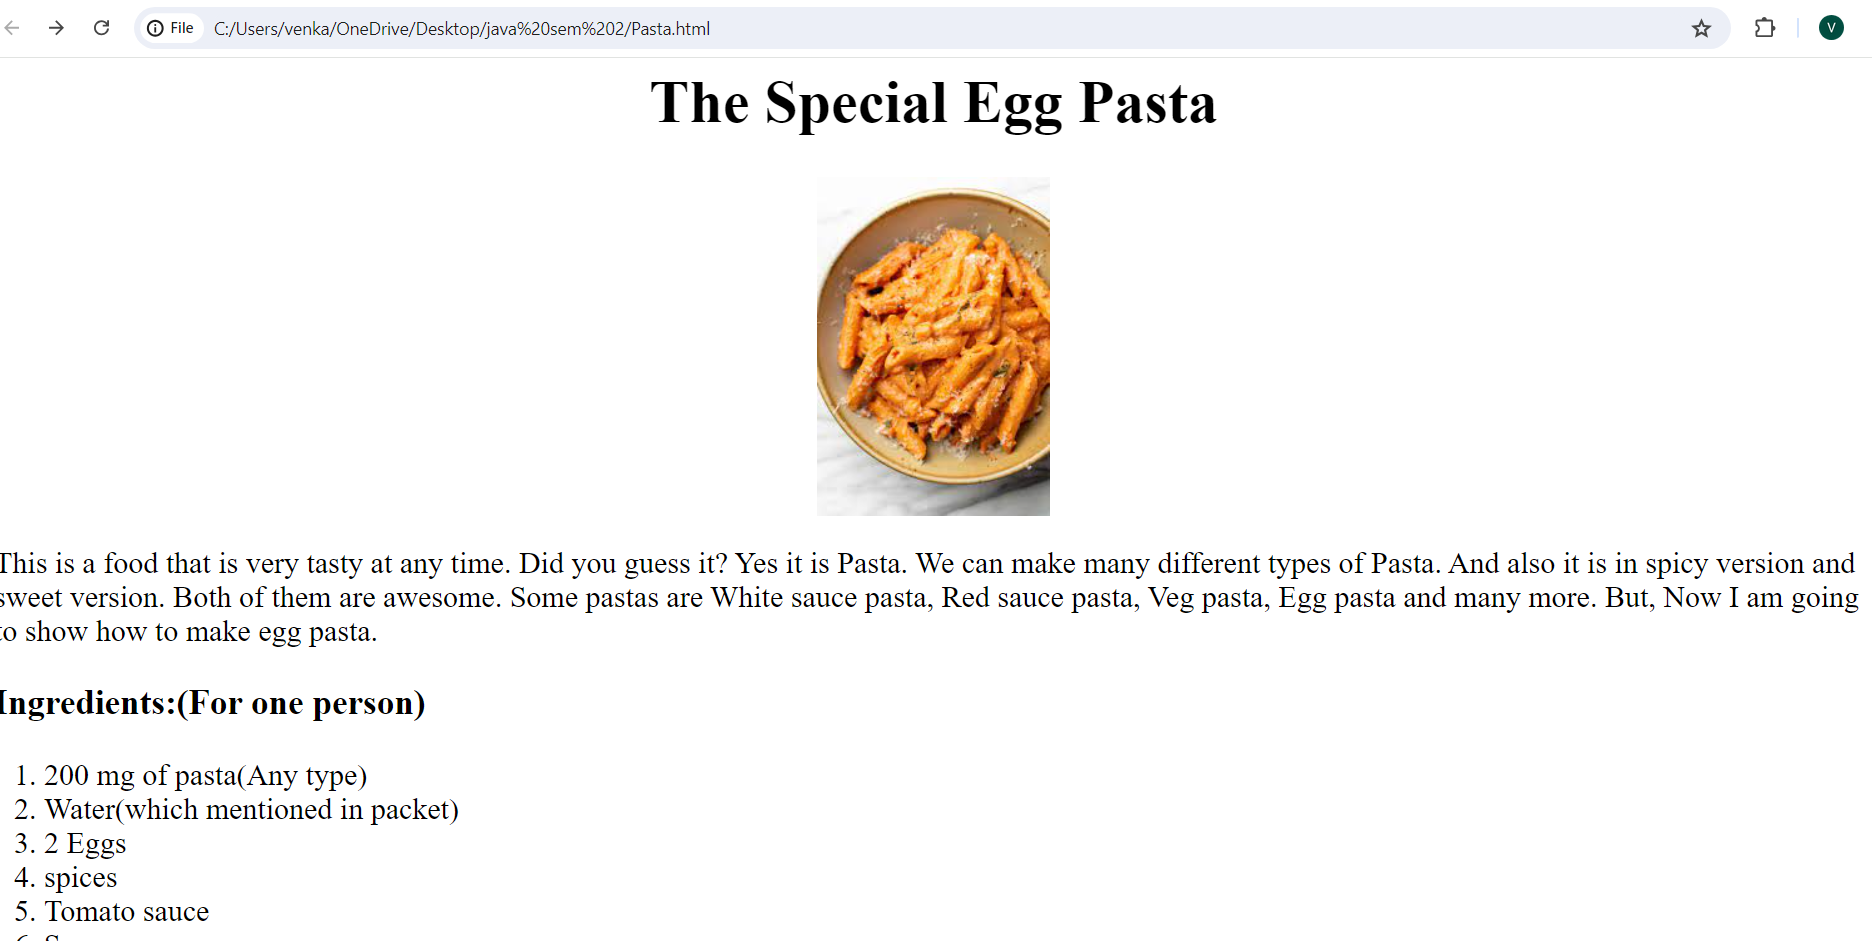 File C:/Users/venka/OneDrive/Desktop/java%20sem%202/Pasta.html V
The Special Egg Pasta
This is a food that is very tasty at any time. Did you guess it? Yes it is Pasta. We can make many different types of Pasta. And also it is in spicy version and
sweet version. Both of them are awesome. Some pastas are White sauce pasta, Red sauce pasta, Veg pasta, Egg pasta and many more. But, Now I am going
to show how to make egg pasta.
Ingredients:(For one person)
1. 200 mg of pasta(Any type)
2. Water(which mentioned in packet)
3. 2 Eggs
4. spices
5. Tomato sauce